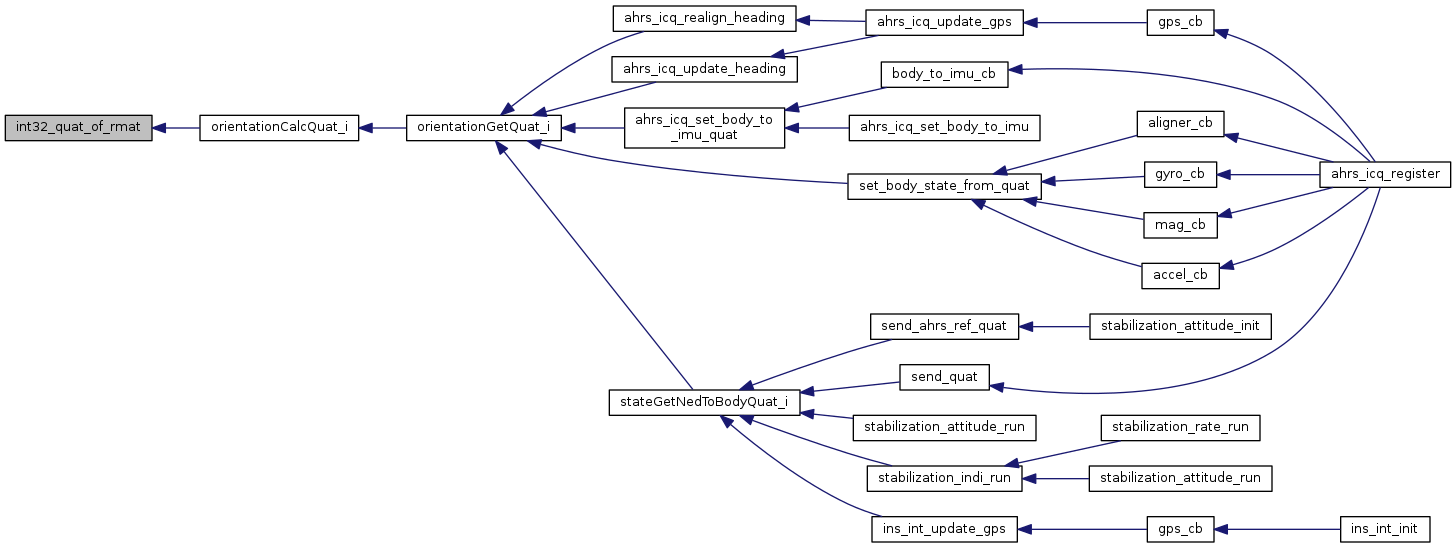 int32_quat_of_rmat
orientationCalcQuat_i
orientationGetQuat_i
ahrs_icq_realign_heading
ahrs_icq_update_gps
gps_cb
ahrs_icq_update_heading
body_to_imu_cb
ahrs_icq_set_body_to
_imu_quat
ahrs_icq_set_body_to_imu
aligner_cb
set_body_state_from_quat
gyro_cb
ahrs_icq_register
mag_cb
accel_cb
send_ahrs_ref_quat
stabilization_attitude_init
send_quat
stateGetNedToBodyQuat_i
stabilization_attitude_run
stabilization_rate_run
stabilization_indi_run
stabilization_attitude_run
ins_int_update_gps
gps_cb
ins_int_init